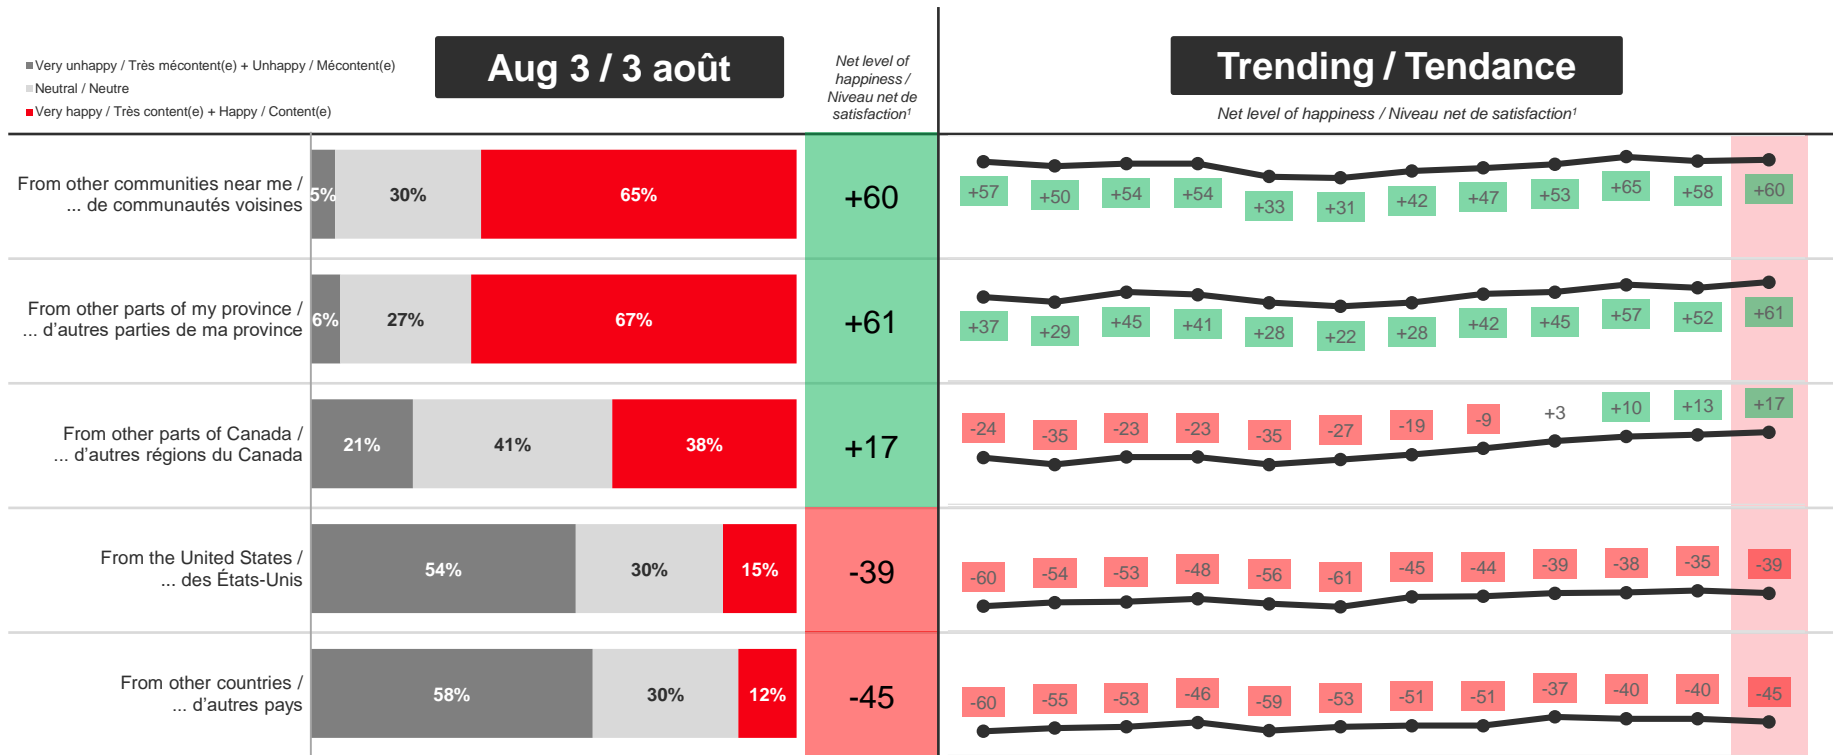 Very unhappy / Très mécontent(e) + Unhappy / Mécontent(e)
Neutral / Neutre
Very happy / Très content(e) + Happy / Content(e)
Aug 3 / 3 août
Net level of
happiness /
Niveau net de
satisfaction¹
Trending / Tendance
Net level of happiness / Niveau net de satisfaction¹
From other communities near me /
... de communautés voisines
5% 30% 65%
+60
+57 +50 +54 +54 +33 +31 +42 +47 +53 +65 +58 +60
From other parts of my province /
... d'autres parties de ma province
6% 27% 67%
+61
+37 +29 +45 +41 +28 +22 +28 +42 +45 +57 +52 +61
From other parts of Canada /
... d'autres régions du Canada
21% 41% 38%
+17
-24 -35 -23 -23 -35 -27 -19 -9 +3 +10 +13 +17
From the United States /
... des États-Unis
54% 30% 15%
-39
-60 -54 -53 -48 -56 -61 -45 -44 -39 -38 -35 -39
From other countries /
... d'autres pays
58% 30% 12%
-45
-60 -55 -53 -46 -59 -53 -51 -51 -37 -40 -40 -45